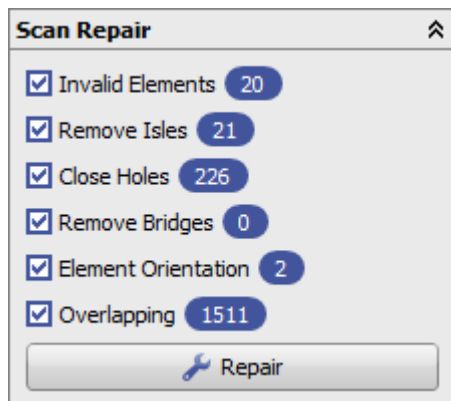 Scan Repair
Invalid Elements 20
Remove Isles 21
Close Holes 226
Remove Bridges 0
Element Orientation 2
Overlapping 1511
Repair